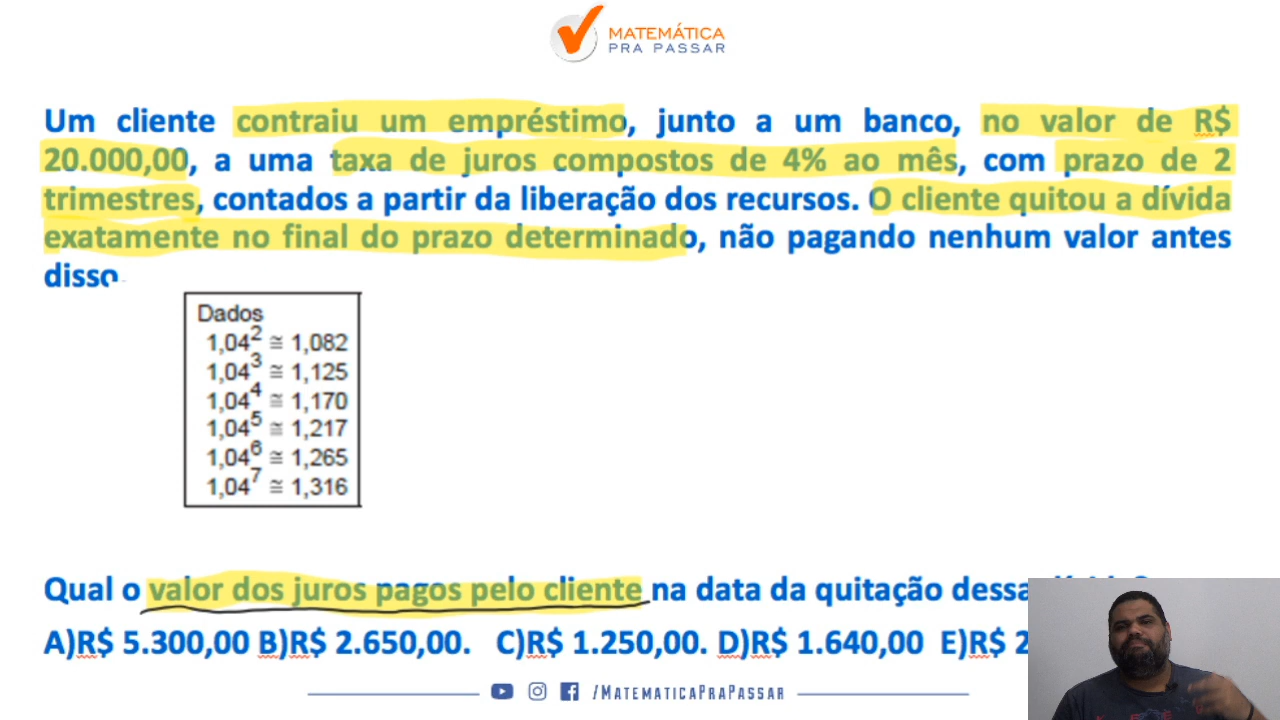 MATEMÁTICA
PRA PASSAR
Um cliente contraiu um empréstimo, junto a um banco, no valor de R$
20.000,00, a uma taxa de juros compostos de 4% ao mês, com prazo de 2
trimestres, contados a partir da liberação dos recursos. O cliente quitou a dívida
exatamente no final do prazo determinado, não pagando nenhum valor antes
disso
Dados
1,04² ≅ 1,082
1,04³ ≅ 1,125
1,04⁴ ≅ 1,170
1,04⁵ ≅ 1,217
1,04⁶ ≅ 1,265
1,04⁷ ≅ 1,316
Qual o valor dos juros pagos pelo cliente na data da quitação dessa
A)R$ 5.300,00 B)R$ 2.650,00. C)R$ 1.250,00. D)R$ 1.640,00 E)R$ 2
/MATEMATICAPRAPASSAR